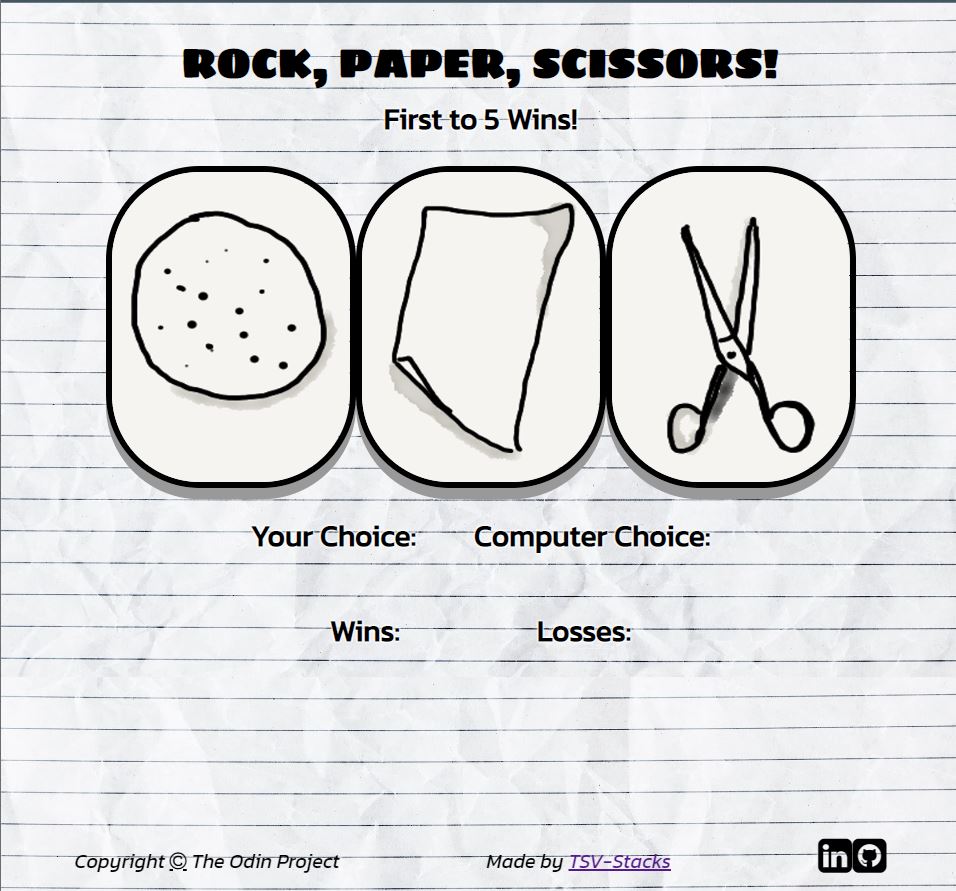 ROCK, PAPER, SCISSORS!
First to 5 Wins!
Your Choice: Computer Choice:
Wins: Losses:
Copyright © The Odin Project Made by TSV-Stacks in